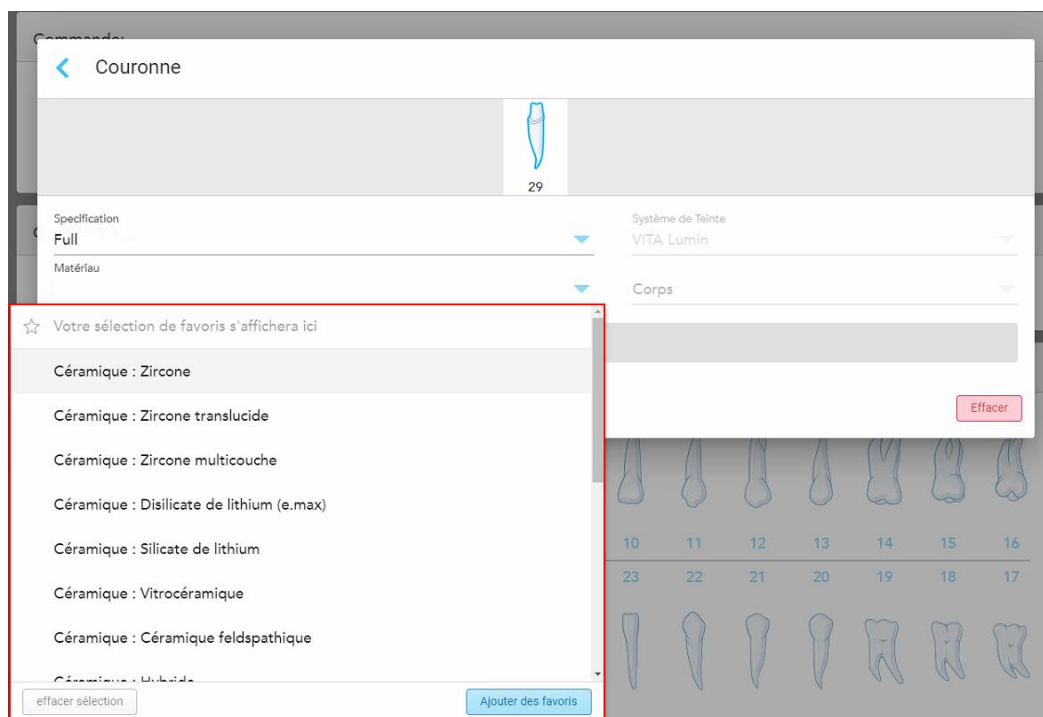 Commande:
Couronne
29
Specification
Full
Système de Teinte
VITA Lumin
Matériau
Corps
Votre sélection de favoris s'affichera ici
Céramique : Zircone
Céramique : Zircone translucide
Céramique : Zircone multicouche
Céramique : Disilicate de lithium (e.max)
Céramique : Silicate de lithium
Céramique : Vitrocéramique
Céramique : Céramique feldspathique
Céramique : Hybride
effacer sélection
Ajouter des favoris
Effacer
10 11 12 13 14 15 16
23 22 21 20 19 18 17